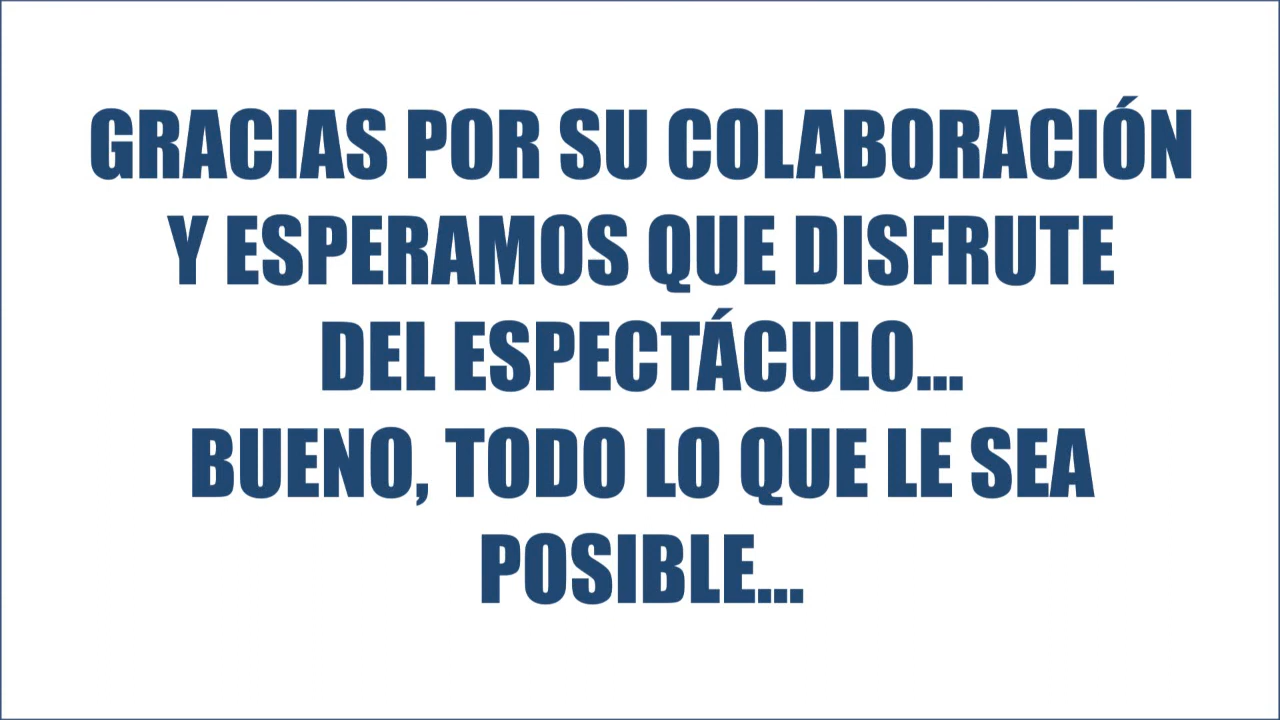 GRACIAS POR SU COLABORACIÓN
Y ESPERAMOS QUE DISFRUTE
DEL ESPECTÁCULO...
BUENO, TODO LO QUE LE SEA
POSIBLE...